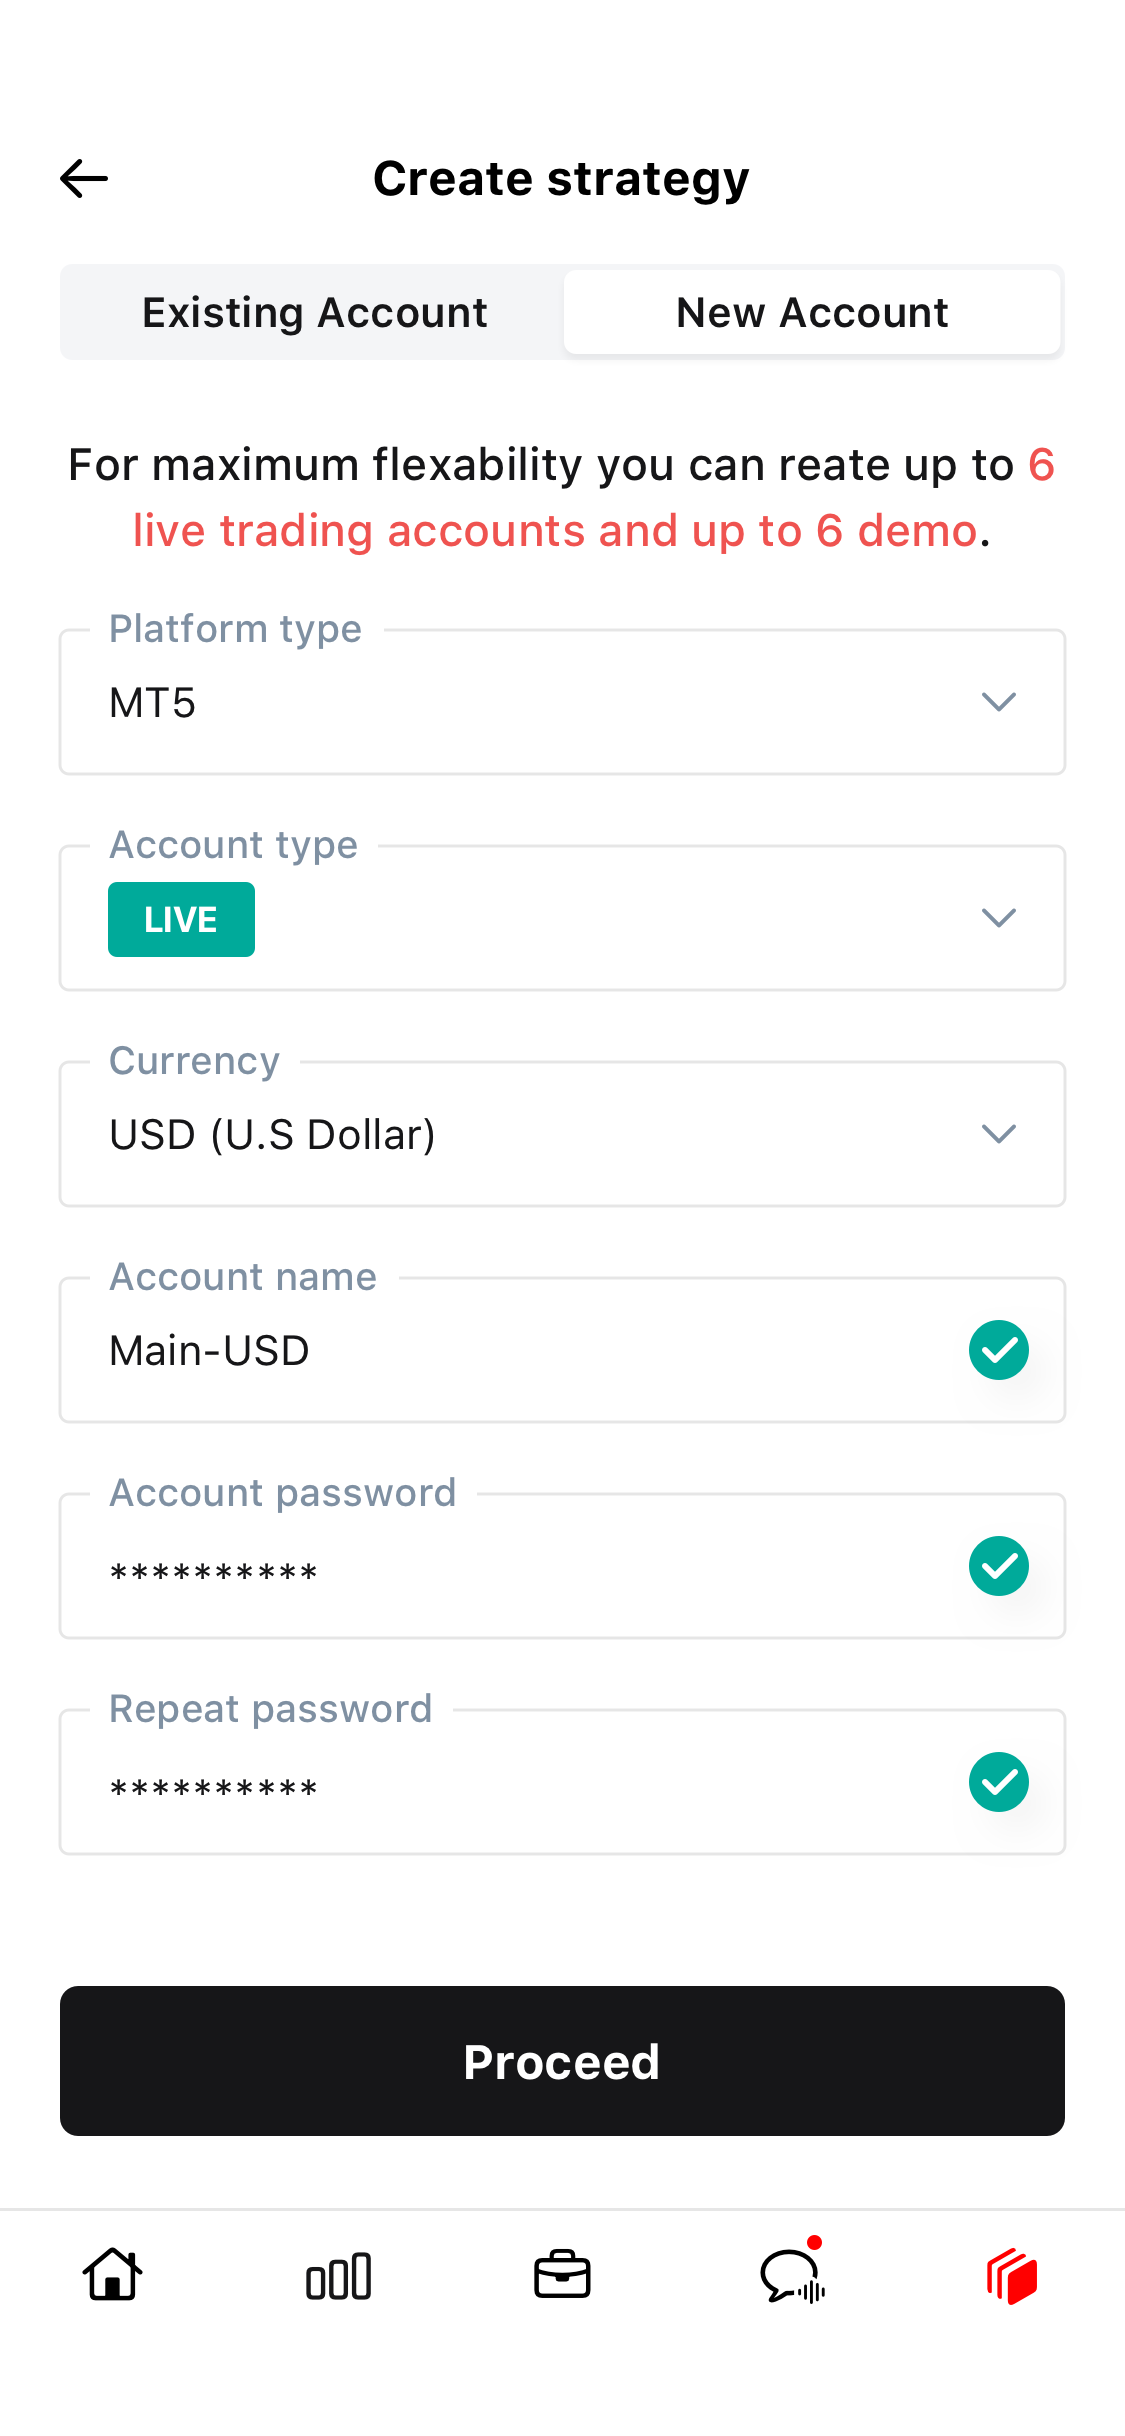 Create strategy
Existing Account
New Account
For maximum flexability you can reate up to 6
live trading accounts and up to 6 demo.
Platform type
MT5
Account type
LIVE
Currency
USD (U.S Dollar)
Account name
Main-USD
Account password
**********
Repeat password
**********
Proceed